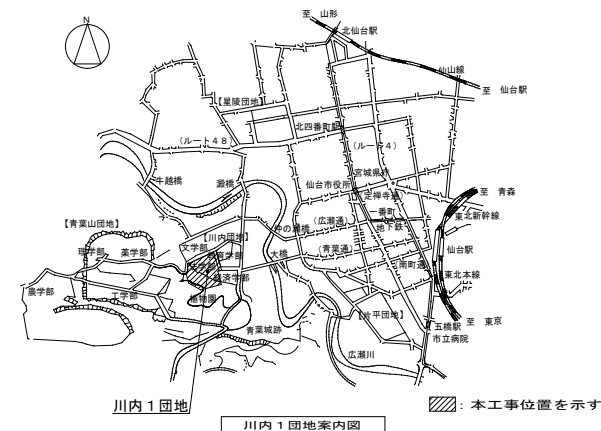 N
至 山形
北仙台駅
仙山線
至 仙台駅
【星陵団地】
北四番町駅
(ルート48)
(ルート4)
宮城県庁
牛越橋
澱橋
仙台市役所
(定禅寺通)
至 青森
東北新幹線
【青葉山団地】
(広瀬通)
一番町
地下鉄
仲の瀬橋
文学部
【川内団地】
教育学部
理学部
薬学部
法学部
大橋
(青葉通)
仙台駅
経済学部
南町通
東北本線
農学部
工学部
植物園
【片平団地】
至 東京
青葉城跡
五橋駅
市立病院
広瀬川
川内1団地
:本工事位置を示す
川内1団地案内図